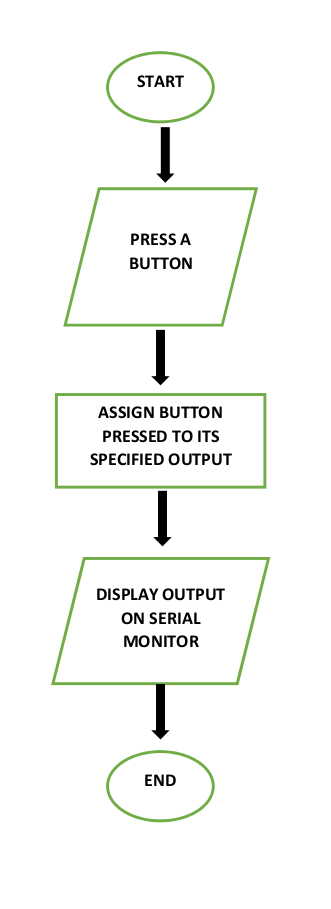 START
PRESS A
BUTTON
ASSIGN BUTTON
PRESSED TO ITS
SPECIFIED OUTPUT
DISPLAY OUTPUT
ON SERIAL
MONITOR
END